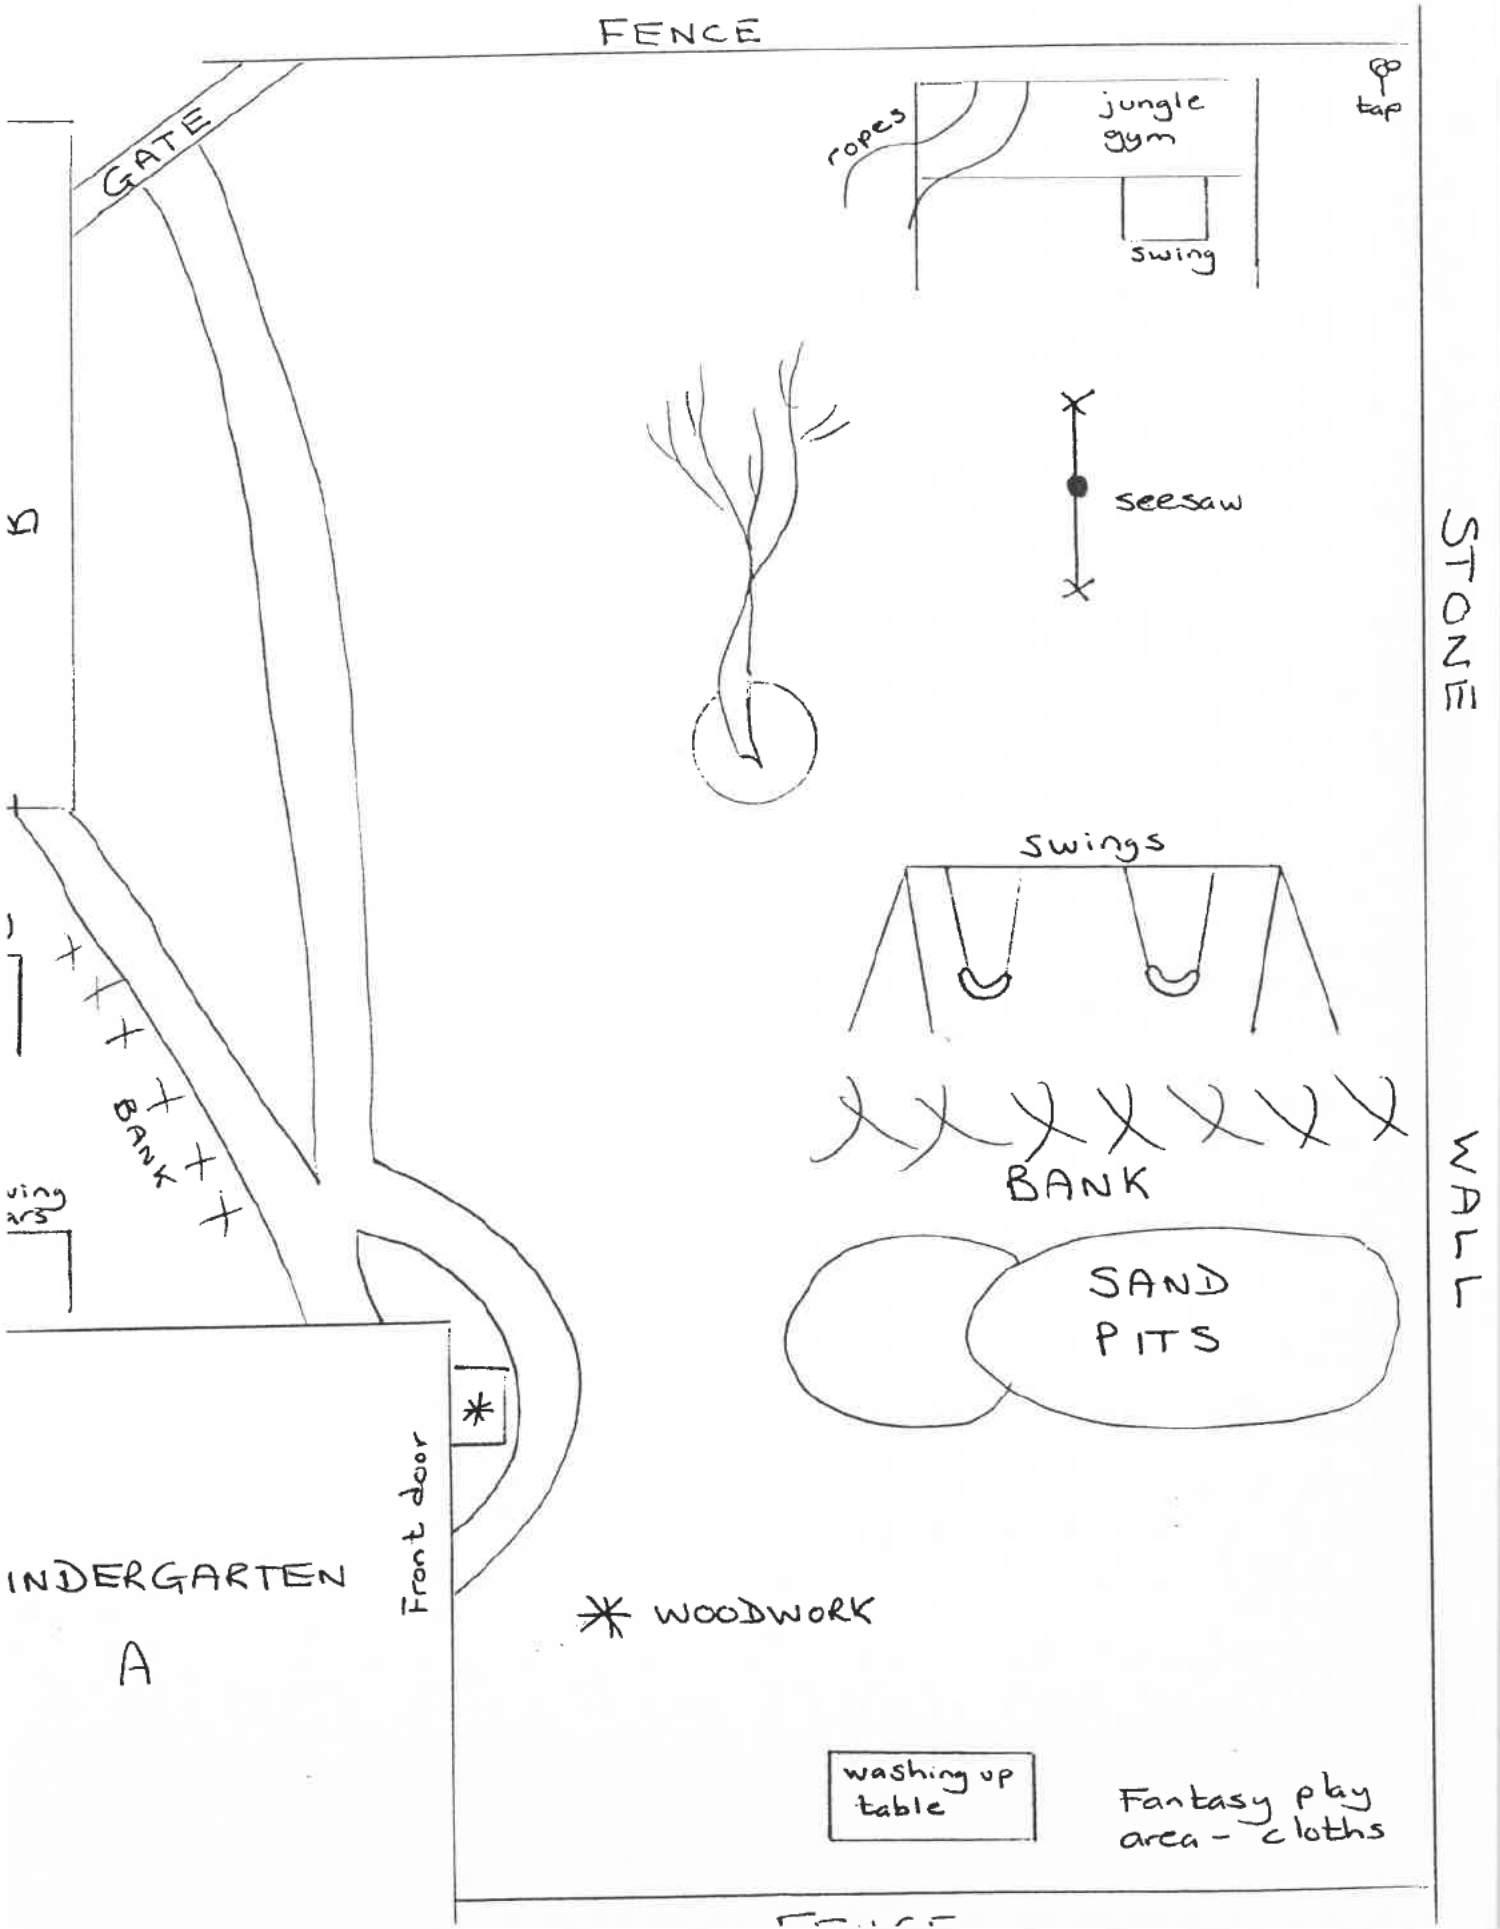 FENCE
GATE
ropes
jungle
gym
tap
swing
seesaw
STONE
swings
BANK
BANK
WALL
SAND
PITS
Front door
INDERGARTEN
A
WOODWORK
washing up
table
Fantasy play
area - cloths